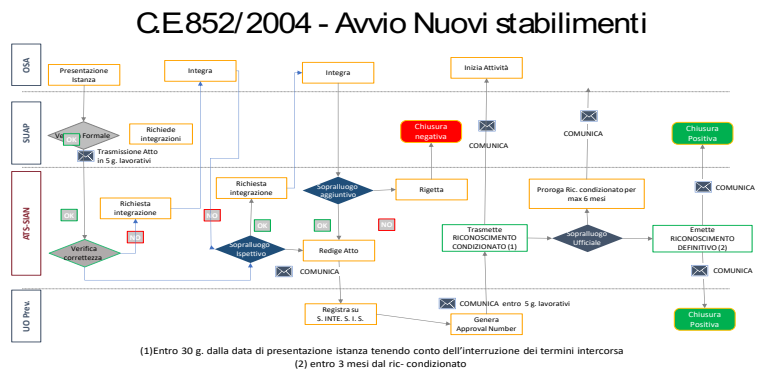 C.E 852/2004 - Avvio Nuovi stabilimenti
OSA
Presentazione
Istanza
Integra
Integra
Inizia Attività
SUAP
Formale
OK
Richiede
integrazioni
Trasmissione Atto
in 5 g. lavorativi
Chiusura
negativa
COMUNICA
COMUNICA
Chiusura
Positiva
ATS-SIAN
Richiesta
integrazione
Richiesta
integrazione
Sopralluogo
aggiuntivo
Rigetta
Proroga Ric. condizionato per
max 6 mesi
COMUNICA
OK
NO
NO
OK
OK
NO
Verifica
correttezza
Sopralluogo
Ispettivo
Redige Atto
Trasmette
RICONOSCIMENTO
CONDIZIONATO (1)
Sopralluogo
Ufficiale
Emette
RICONOSCIMENTO
DEFINITIVO (2)
COMUNICA
COMUNICA
UO Prev.
Registra su
S. INTE. S. I. S.
COMUNICA entro 5 g. lavorativi
Genera
Approval Number
Chiusura
Positiva
(1)Entro 30 g. dalla data di presentazione istanza tenendo conto dell'interruzione dei termini intercorsa
(2) entro 3 mesi dal ric- condizionato